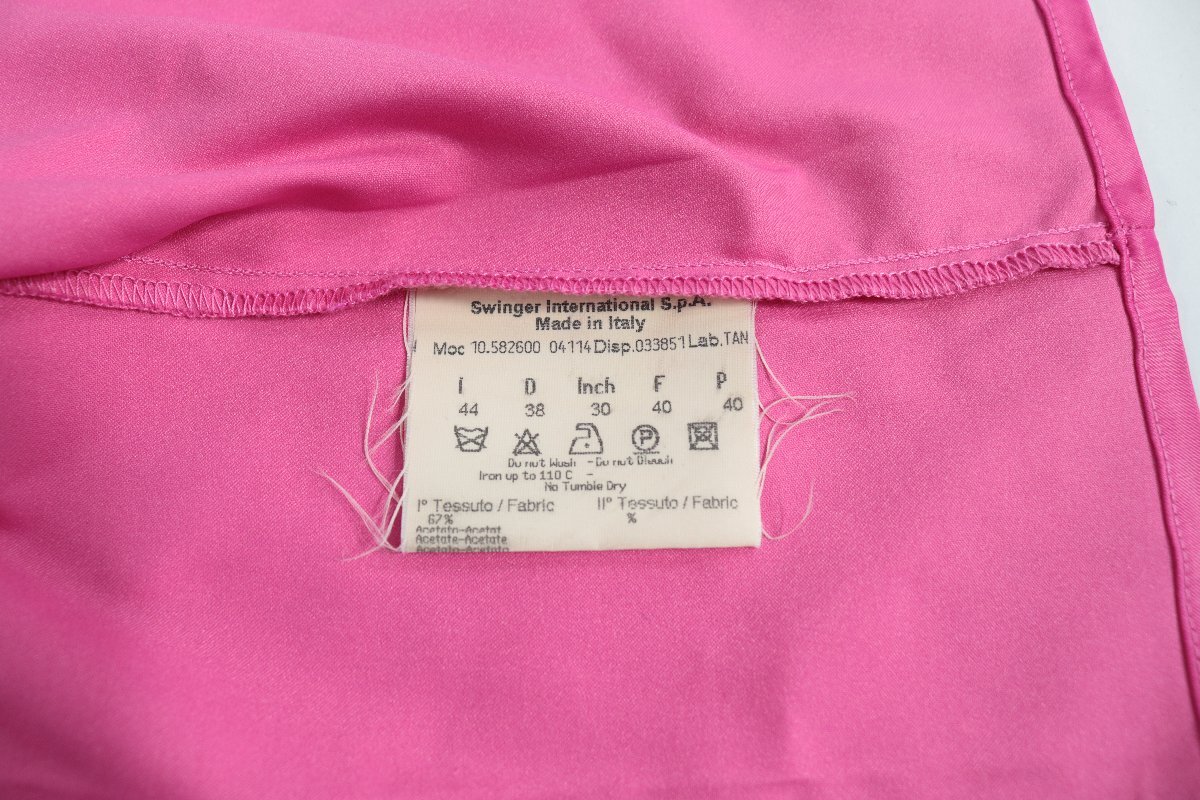 Swinger International S.p.A.
Made in Italy
Moc 10.582600 04114 Disp.033851 Lab.TAN
I D Inch F P
44 38 30 40 40
P
Do not Wash - Do not Bleach
Iron up to 110 C -
No Tumble Dry
I° Tessuto / Fabric II° Tessuto / Fabric
67% %
Acetato-Acetat
Acetate-Acetate
Acetato-Acetato